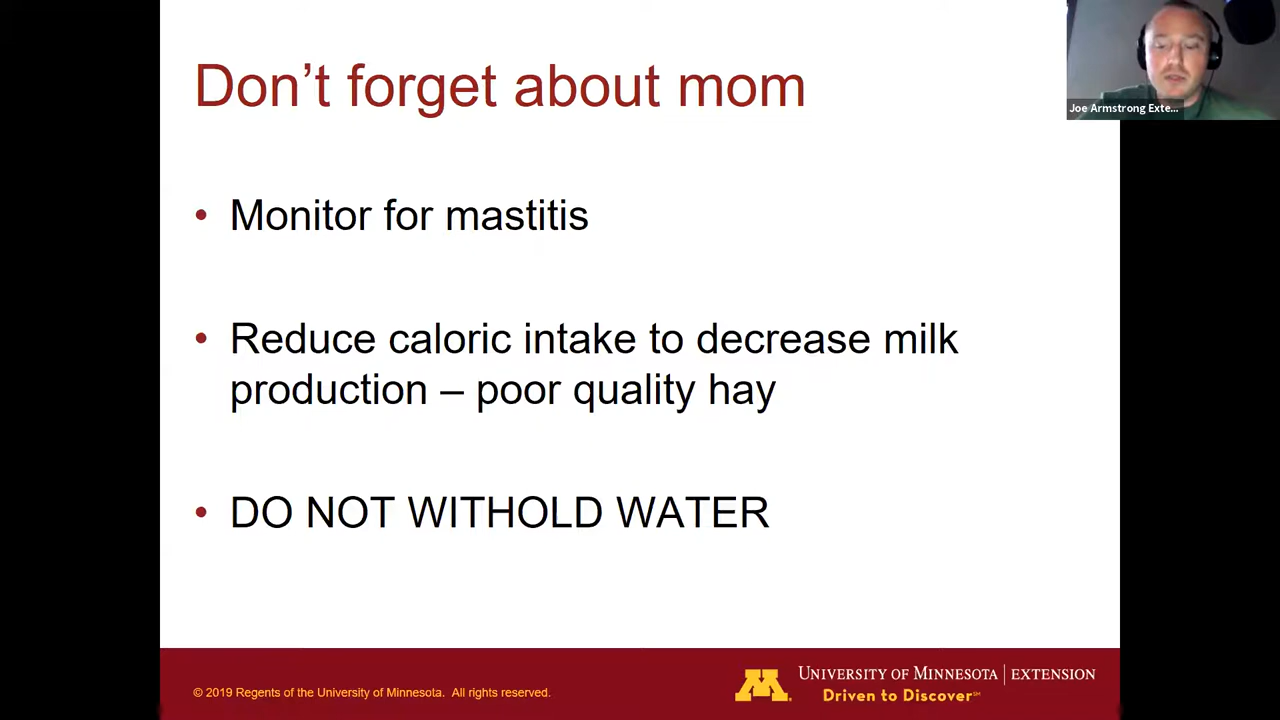 Don't forget about mom
Joe Armstrong Exte...
• Monitor for mastitis
• Reduce caloric intake to decrease milk
production – poor quality hay
• DO NOT WITHOLD WATER
© 2019 Regents of the University of Minnesota. All rights reserved.
M
UNIVERSITY OF MINNESOTA | EXTENSION
Driven to Discover℠